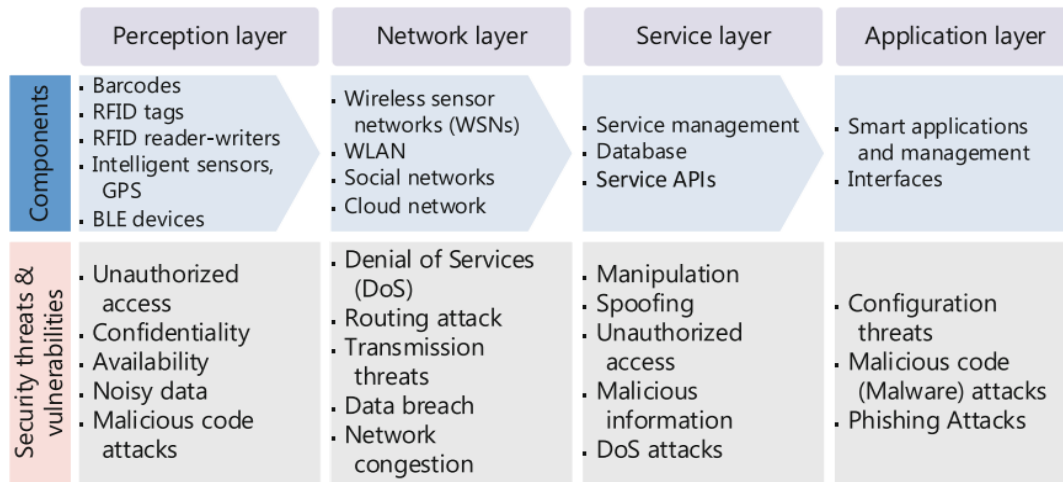 Perception layer
Network layer
Service layer
Application layer
Components
▪ Barcodes
▪ RFID tags
▪ RFID reader-writers
▪ Intelligent sensors,
GPS
▪ BLE devices
▪ Wireless sensor
networks (WSNs)
▪ WLAN
▪ Social networks
▪ Cloud network
▪ Service management
▪ Database
▪ Service APIs
▪ Smart applications
and management
▪ Interfaces
Security threats &
vulnerabilities
▪ Unauthorized
access
▪ Confidentiality
▪ Availability
▪ Noisy data
▪ Malicious code
attacks
▪ Denial of Services
(DoS)
▪ Routing attack
▪ Transmission
threats
▪ Data breach
▪ Network
congestion
▪ Manipulation
▪ Spoofing
▪ Unauthorized
access
▪ Malicious
information
▪ DoS attacks
▪ Configuration
threats
▪ Malicious code
(Malware) attacks
▪ Phishing Attacks